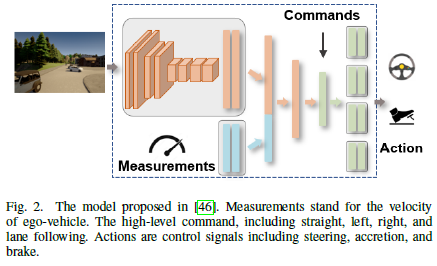 Commands
Measurements
Action
Fig. 2. The model proposed in [46]. Measurements stand for the velocity
of ego-vehicle. The high-level command, including straight, left, right, and
lane following. Actions are control signals including steering, accretion, and
brake.